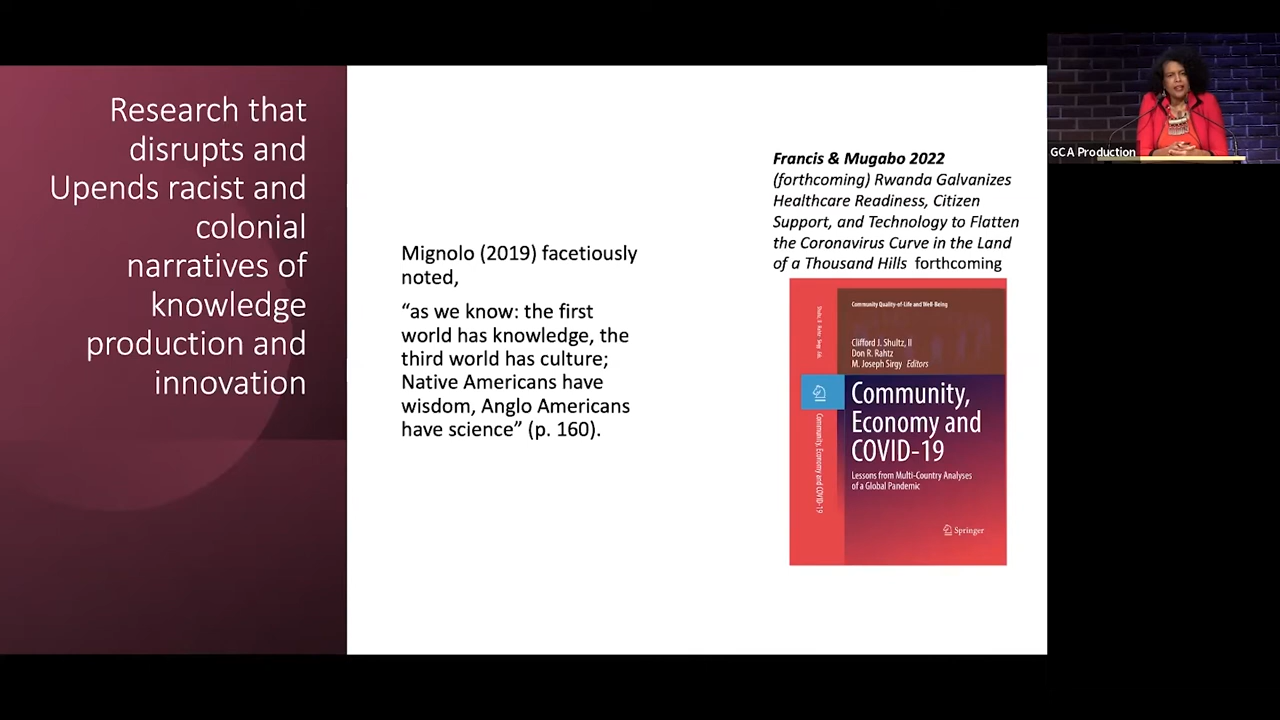 Research that
disrupts and
Upends racist and
colonial
narratives of
knowledge
production and
innovation
Mignolo (2019) facetiously
noted,
“as we know: the first
world has knowledge, the
third world has culture;
Native Americans have
wisdom, Anglo Americans
have science” (p. 160).
Francis & Mugabo 2022
(forthcoming) Rwanda Galvanizes
Healthcare Readiness, Citizen
Support, and Technology to Flatten
the Coronavirus Curve in the Land
of a Thousand Hills forthcoming
Community Quality-of-Life and Well-Being
Clifford J. Shultz, II
Don R. Rahtz
M. Joseph Sirgy Editors
Community,
Economy and
COVID-19
Lessons from Multi-Country Analyses
of a Global Pandemic
Springer
Community, Economy and COVID-19
GCA Production